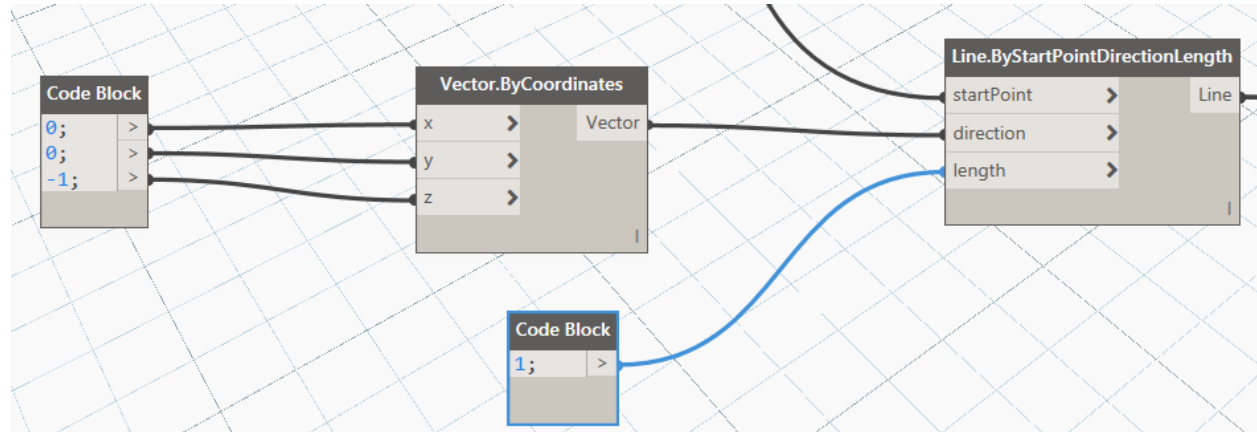 Code Block
0;
>
0;
>
-1;
>
Vector.ByCoordinates
x
Vector
y
z
l
Line.ByStartPointDirectionLength
startPoint
Line
direction
length
l
Code Block
1;
>